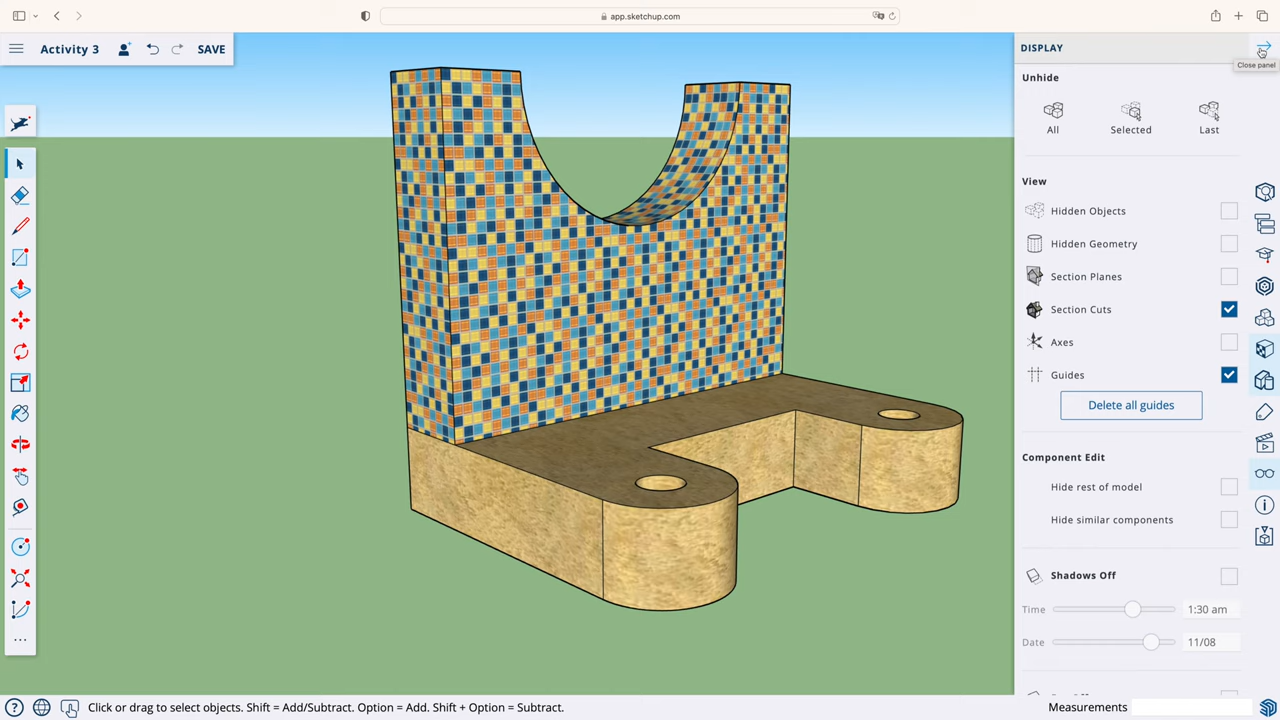 app.sketchup.com
Activity 3
SAVE
DISPLAY
Close panel
Unhide
All
Selected
Last
View
Hidden Objects
Hidden Geometry
Section Planes
Section Cuts
Axes
Guides
Delete all guides
Component Edit
Hide rest of model
Hide similar components
Shadows Off
Time
1:30 am
Date
11/08
Click or drag to select objects. Shift = Add/Subtract. Option = Add. Shift + Option = Subtract.
Measurements